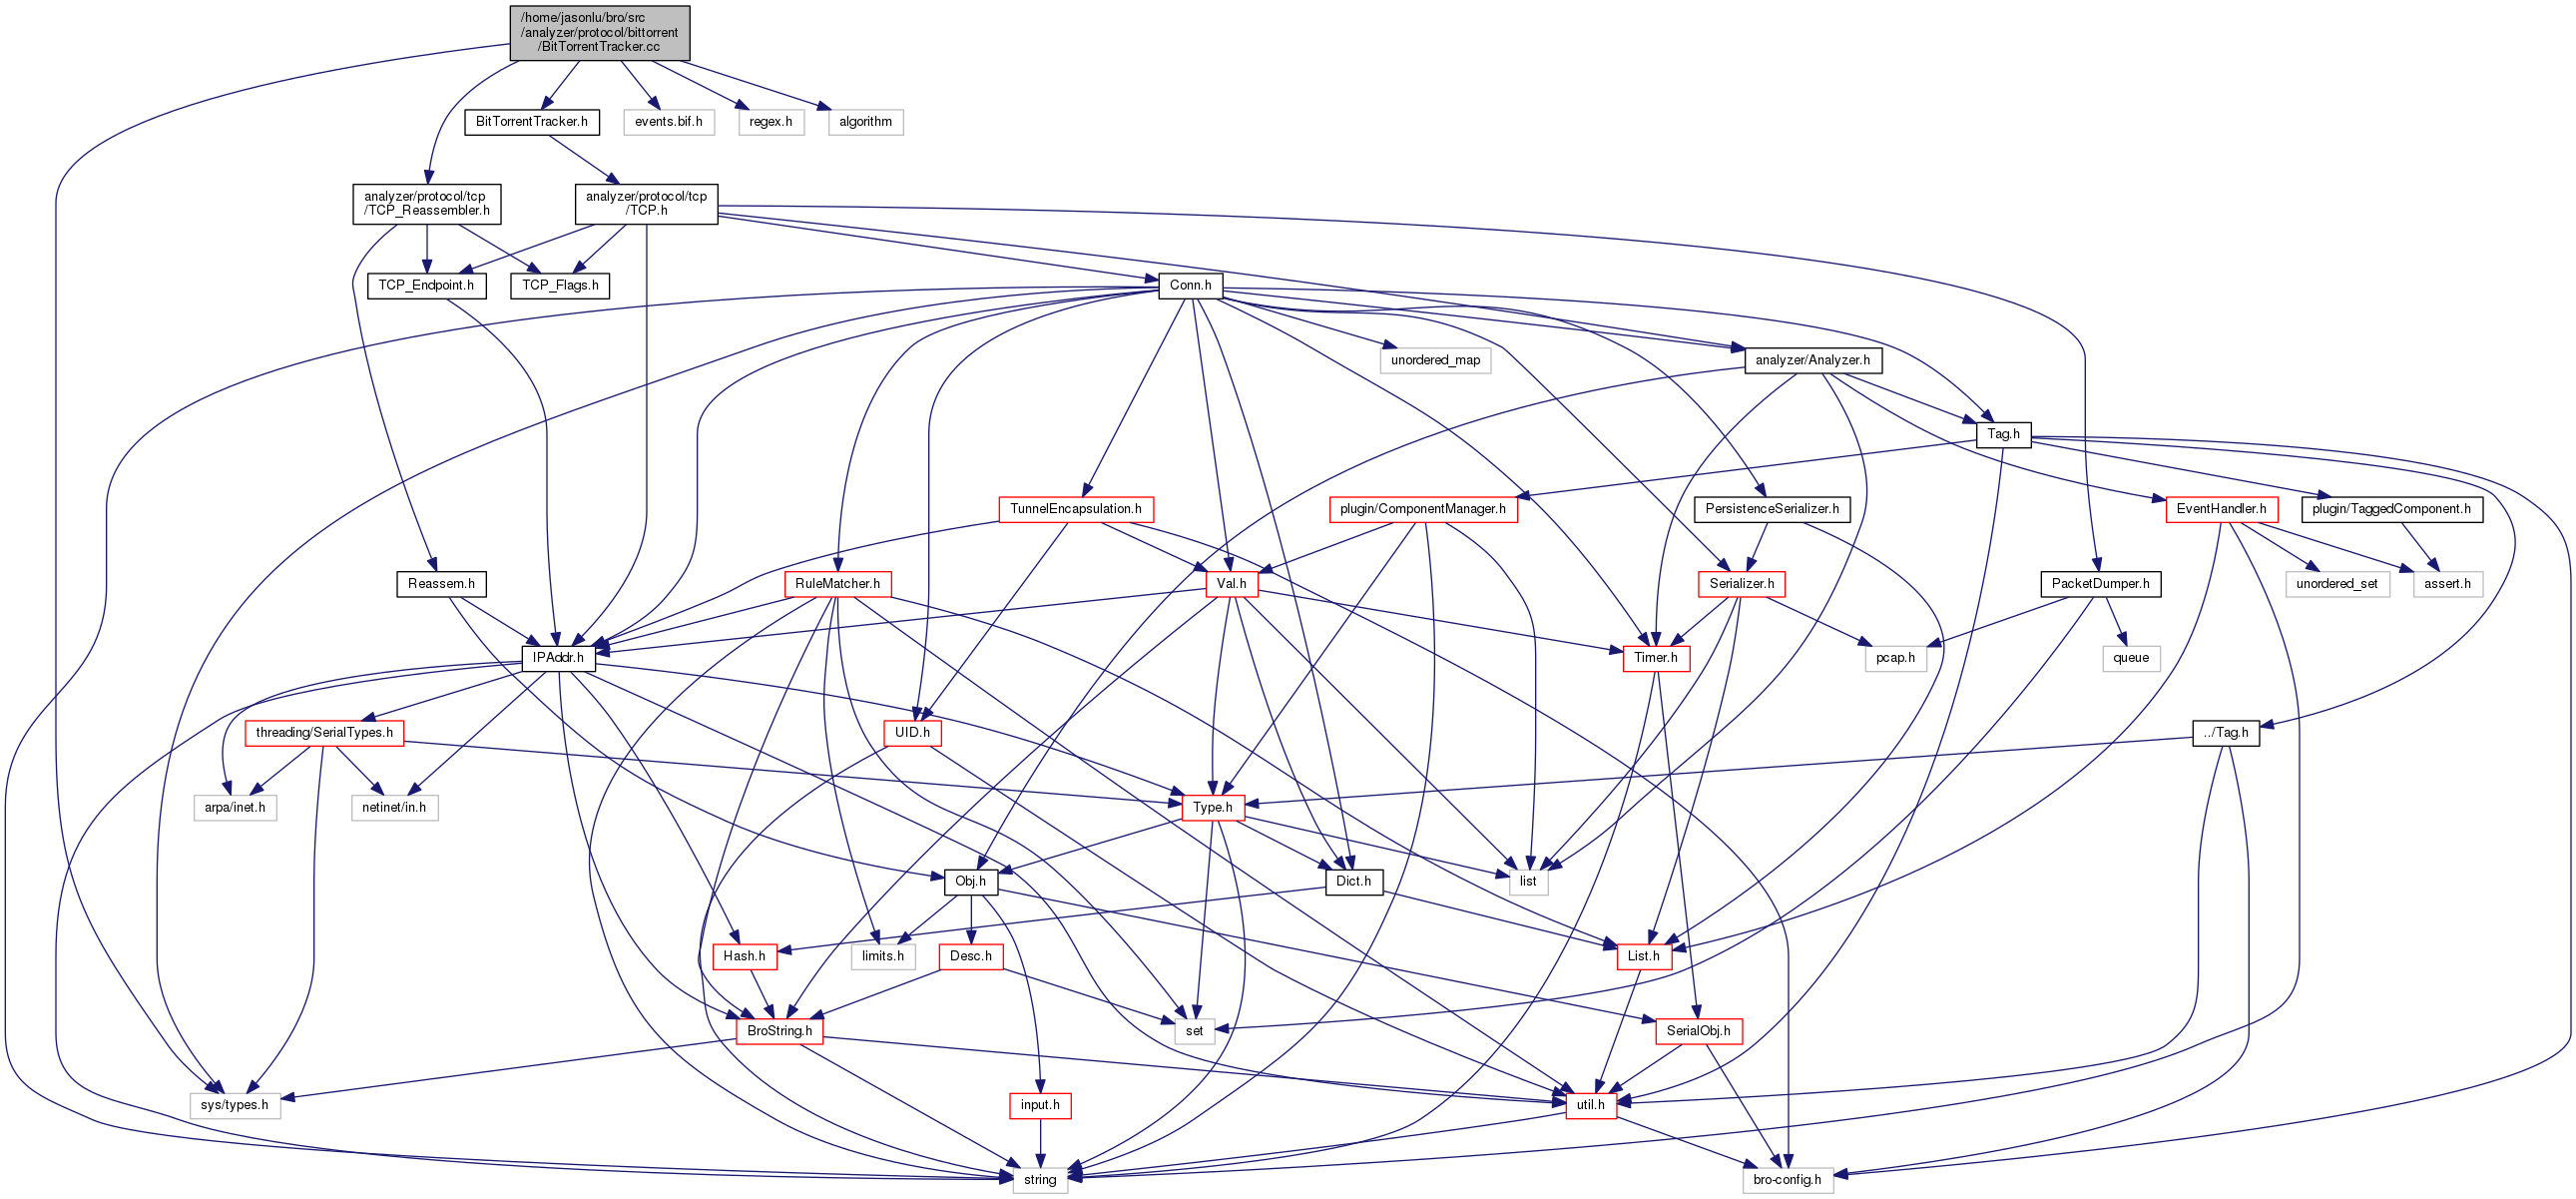 /home/jasonlu/bro/src
/analyzer/protocol/bittorrent
/BitTorrentTracker.cc
BitTorrentTracker.h
events.bif.h
regex.h
algorithm
analyzer/protocol/tcp
/TCP_Reassembler.h
analyzer/protocol/tcp
/TCP.h
TCP_Endpoint.h
TCP_Flags.h
Conn.h
unordered_map
analyzer/Analyzer.h
Tag.h
TunnelEncapsulation.h
plugin/ComponentManager.h
PersistenceSerializer.h
EventHandler.h
plugin/TaggedComponent.h
Reassem.h
RuleMatcher.h
Val.h
Serializer.h
PacketDumper.h
unordered_set
assert.h
IPAddr.h
Timer.h
pcap.h
queue
threading/SerialTypes.h
UID.h
../Tag.h
arpa/inet.h
netinet/in.h
Type.h
Obj.h
Dict.h
list
Hash.h
limits.h
Desc.h
List.h
BroString.h
set
SerialObj.h
sys/types.h
input.h
util.h
string
bro-config.h